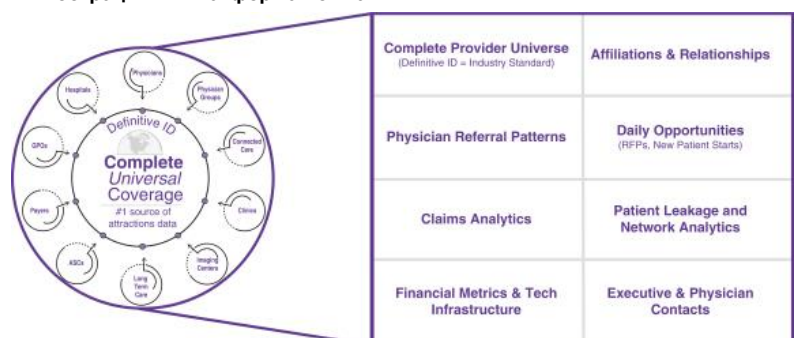 Physicians
Physician
Groups
Connected
Care
Clinics
Imaging
Centers
Long
Term
Care
ASCs
Payers
GPOs
Hospitals
Definitive ID
Complete
Universal
Coverage
#1 source of
attractions data
Complete Provider Universe
(Definitive ID = Industry Standard)
Affiliations & Relationships
Physician Referral Patterns
Daily Opportunities
(RFPs, New Patient Starts)
Claims Analytics
Patient Leakage and
Network Analytics
Financial Metrics & Tech
Infrastructure
Executive & Physician
Contacts